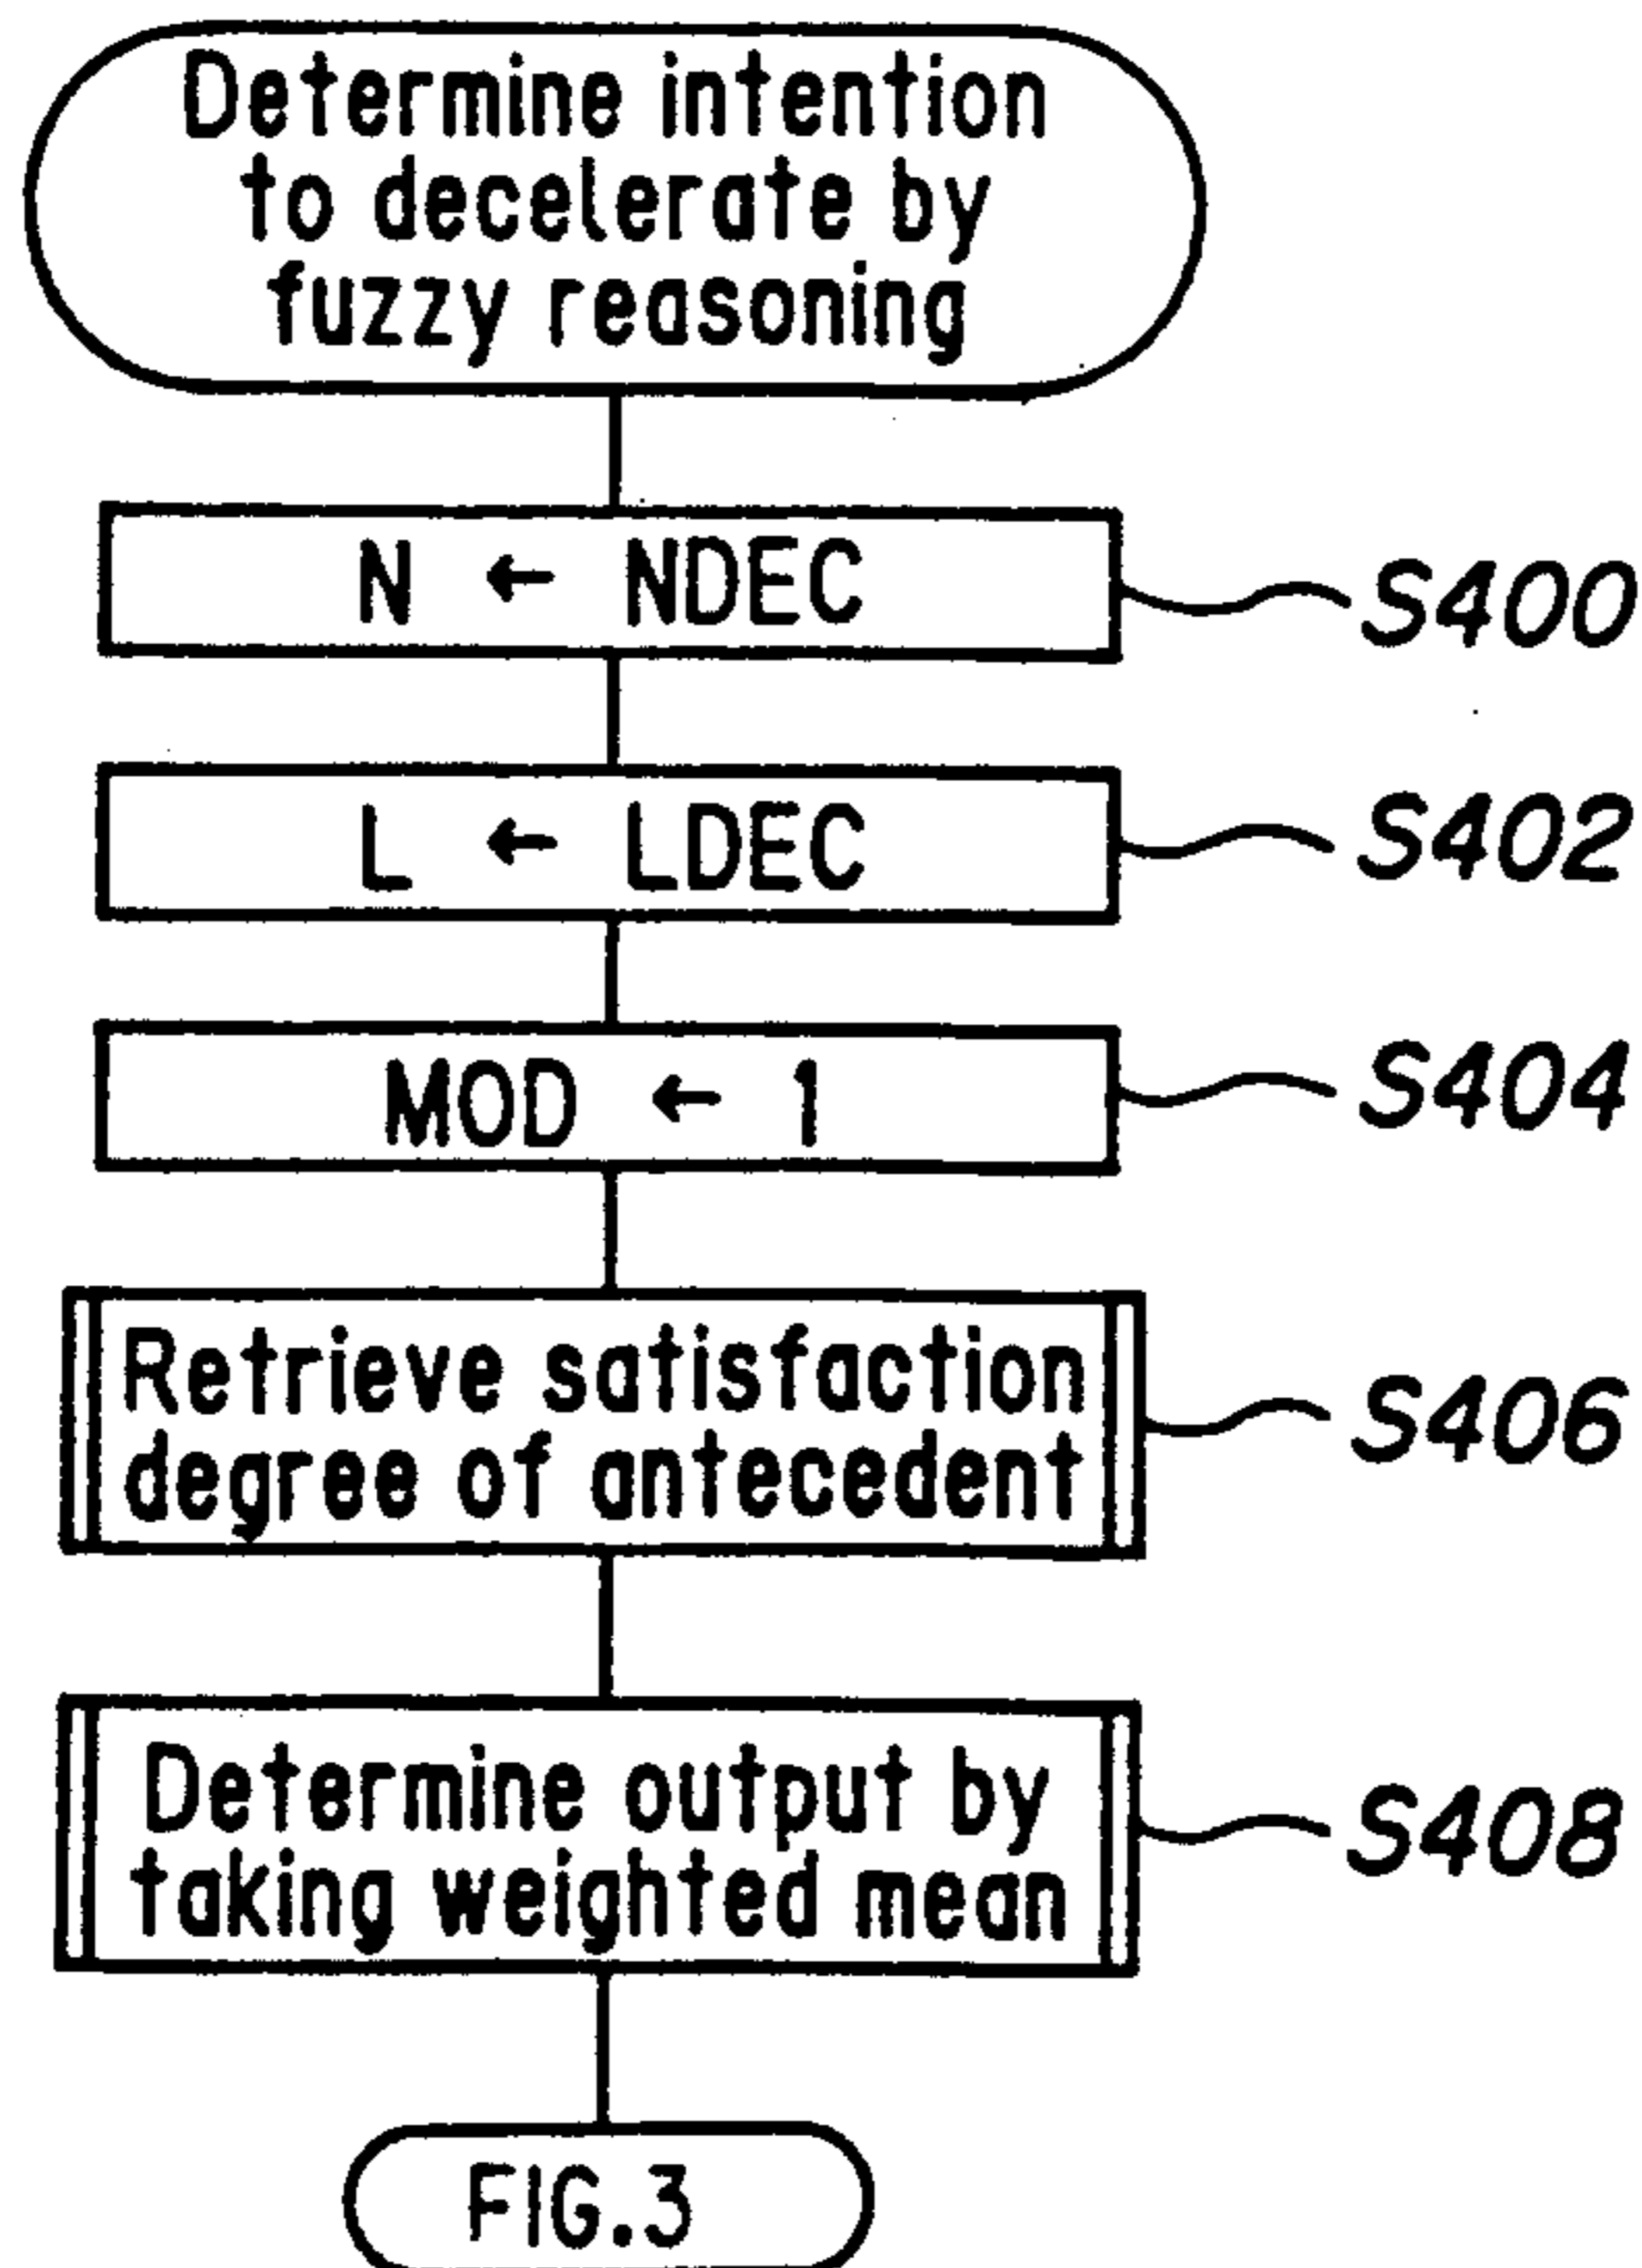 Determine intention
to decelerate by
fuzzy reasoning
N ← NDEC
S400
L ← LDEC
S402
MOD ← 1
S404
Retrieve satisfaction
degree of antecedent
S406
Determine output by
taking weighted mean
S408
FIG.3